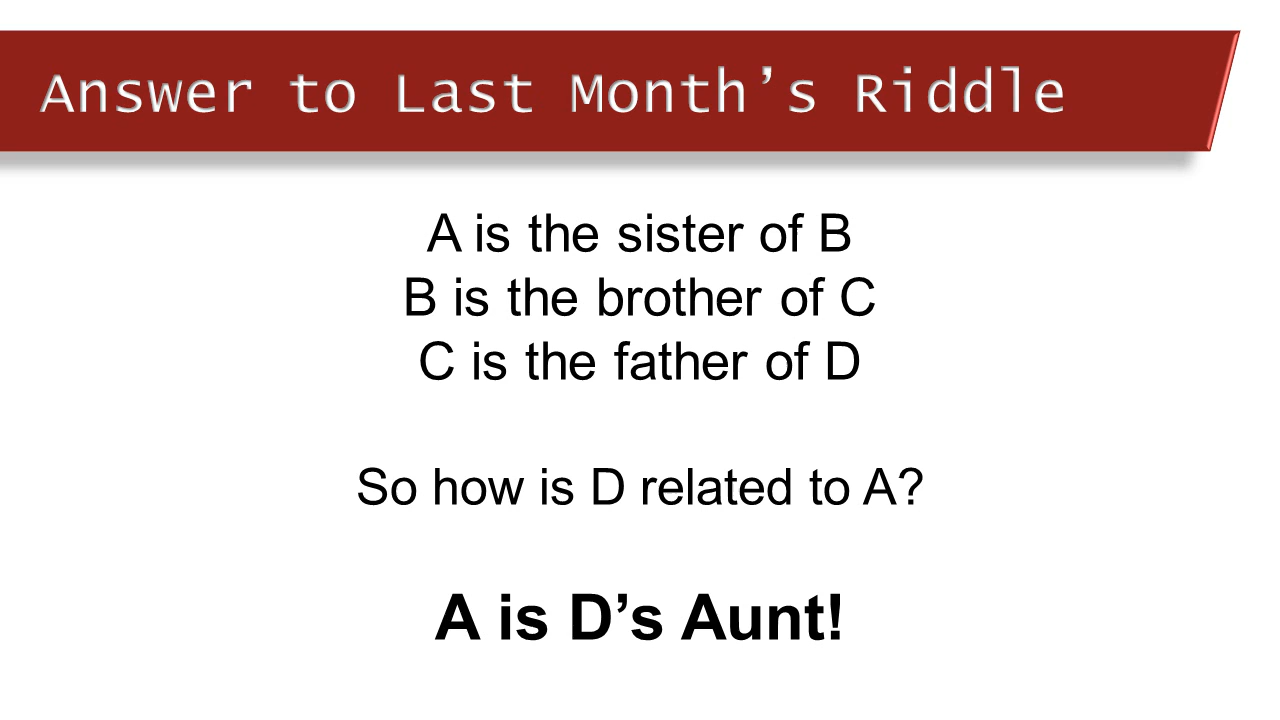 Answer to Last Month’s Riddle
A is the sister of B
B is the brother of C
C is the father of D
So how is D related to A?
A is D’s Aunt!